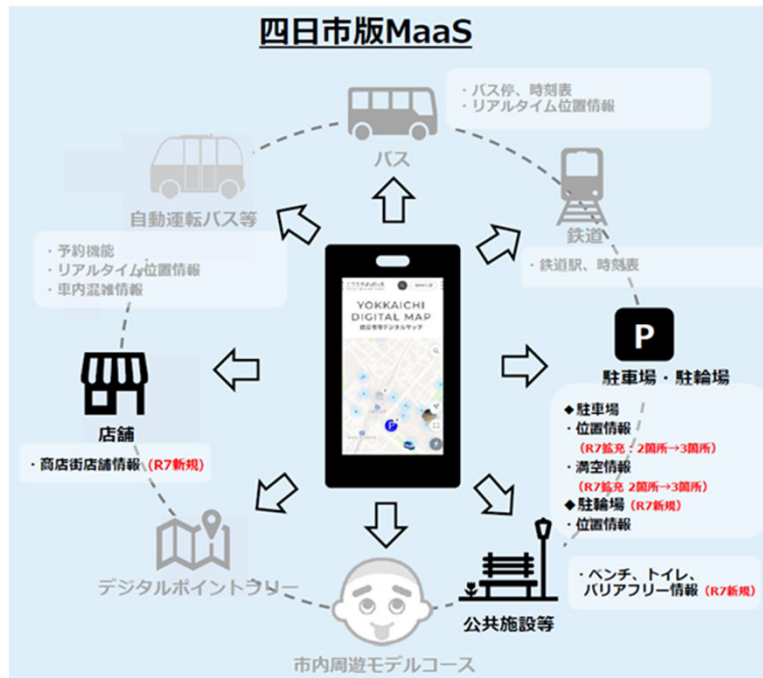 四日市版MaaS
・バス停、時刻表
・リアルタイム位置情報
バス
自動運転バス等
・予約機能
・リアルタイム位置情報
・車内混雑情報
鉄道
・鉄道駅、時刻表
YOKKAICHI
DIGITAL MAP
四日市市デジタルマップ
P
P
駐車場・駐輪場
◆駐車場
・位置情報
(R7拡充:2箇所→3箇所)
・満空情報
(R7拡充 2箇所→3箇所)
◆駐輪場(R7新規)
・位置情報
店舗
・商店街店舗情報(R7新規)
デジタルポイントラリー
市内周遊モデルコース
公共施設等
・ベンチ、トイレ、
バリアフリー情報(R7新規)